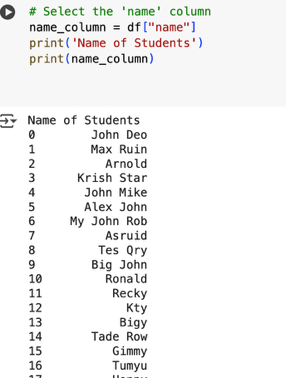 # Select the 'name' column
name_column = df["name"]
print('Name of Students')
print(name_column)
Name of Students
0 John Deo
1 Max Ruin
2 Arnold
3 Krish Star
4 John Mike
5 Alex John
6 My John Rob
7 Asruid
8 Tes Qry
9 Big John
10 Ronald
11 Recky
12 Kty
13 Bigy
14 Tade Row
15 Gimmy
16 Tumyu
17